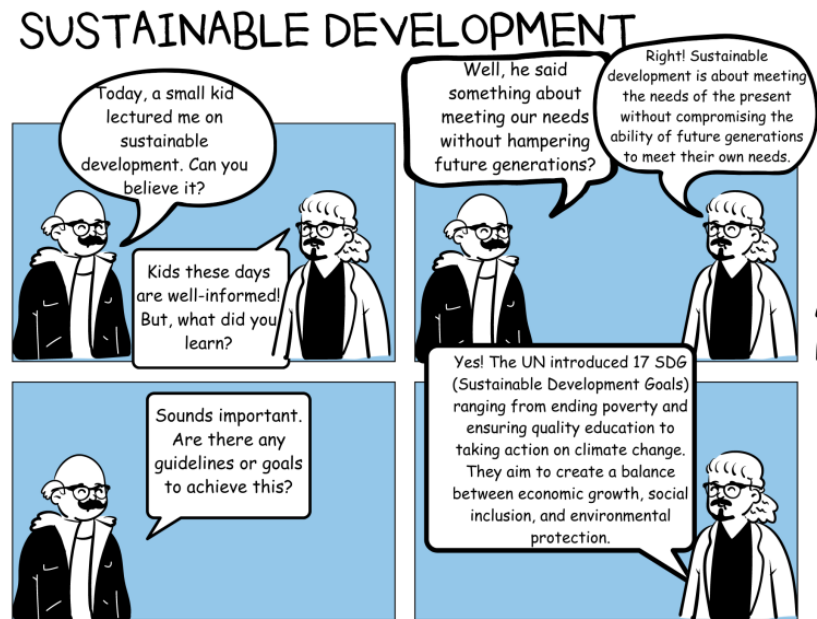 SUSTAINABLE DEVELOPMENT
Today, a small kid
lectured me on
sustainable
development. Can you
believe it?
Kids these days
are well-informed!
But, what did you
learn?
Well, he said
something about
meeting our needs
without hampering
future generations?
Right! Sustainable
development is about meeting
the needs of the present
without compromising the
ability of future generations
to meet their own needs.
Sounds important.
Are there any
guidelines or goals
to achieve this?
Yes! The UN introduced 17 SDG
(Sustainable Development Goals)
ranging from ending poverty and
ensuring quality education to
taking action on climate change.
They aim to create a balance
between economic growth, social
inclusion, and environmental
protection.